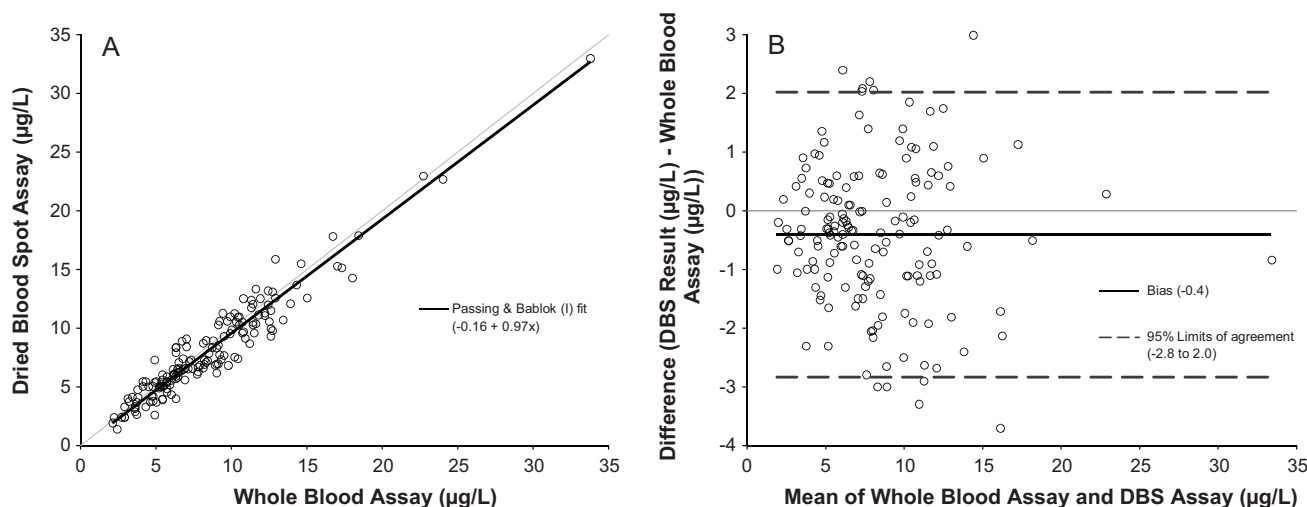 A
Dried Blood Spot Assay (µg/L)
35
30
25
20
15
10
5
0
0 5 10 15 20 25 30 35
Whole Blood Assay (µg/L)
Passing & Bablok (I) fit
(-0.16 + 0.97x)
B
Difference (DBS Result (µg/L) - Whole Blood
Assay (µg/L))
3
2
1
0
-1
-2
-3
-4
0 5 10 15 20 25 30 35
Mean of Whole Blood Assay and DBS Assay (µg/L)
Bias (-0.4)
95% Limits of agreement
(-2.8 to 2.0)